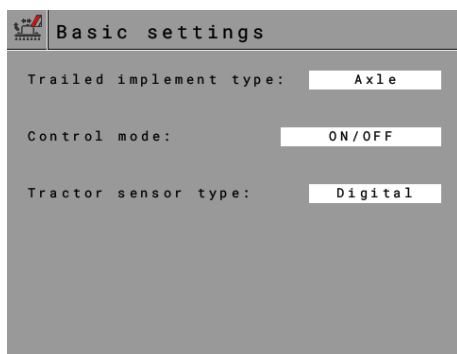 Basic settings
Trailed implement type: Axle
Control mode: ON/OFF
Tractor sensor type: Digital